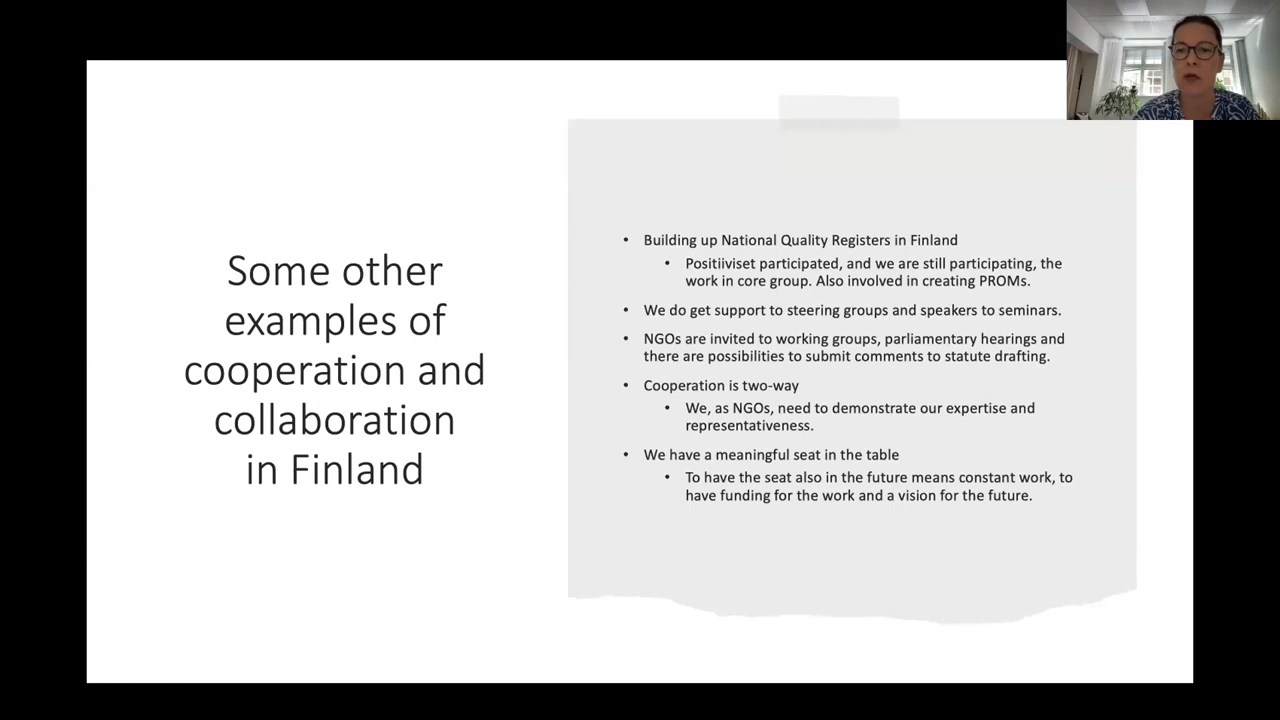 Some other
examples of
cooperation and
collaboration
in Finland
• Building up National Quality Registers in Finland
• Positiiviset participated, and we are still participating, the
work in core group. Also involved in creating PROMs.
• We do get support to steering groups and speakers to seminars.
• NGOs are invited to working groups, parliamentary hearings and
there are possibilities to submit comments to statute drafting.
• Cooperation is two-way
• We, as NGOs, need to demonstrate our expertise and
representativeness.
• We have a meaningful seat in the table
• To have the seat also in the future means constant work, to
have funding for the work and a vision for the future.